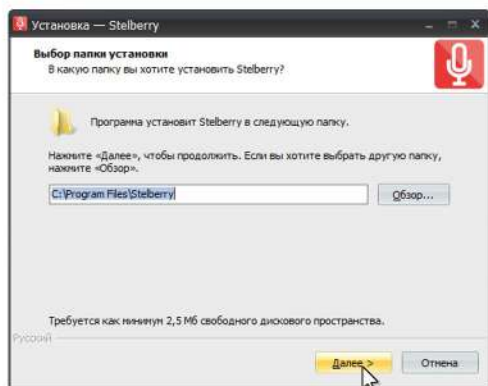 Установка — Stelberry
Выбор папки установки
В какую папку вы хотите установить Stelberry?
Программа установит Stelberry в следующую папку.
Нажмите «Далее», чтобы продолжить. Если вы хотите выбрать другую папку,
нажмите «Обзор».
C:\Program Files\Stelberry
Обзор...
Требуется как минимум 2,5 Мб свободного дискового пространства.
Русский
Далее >
Отмена